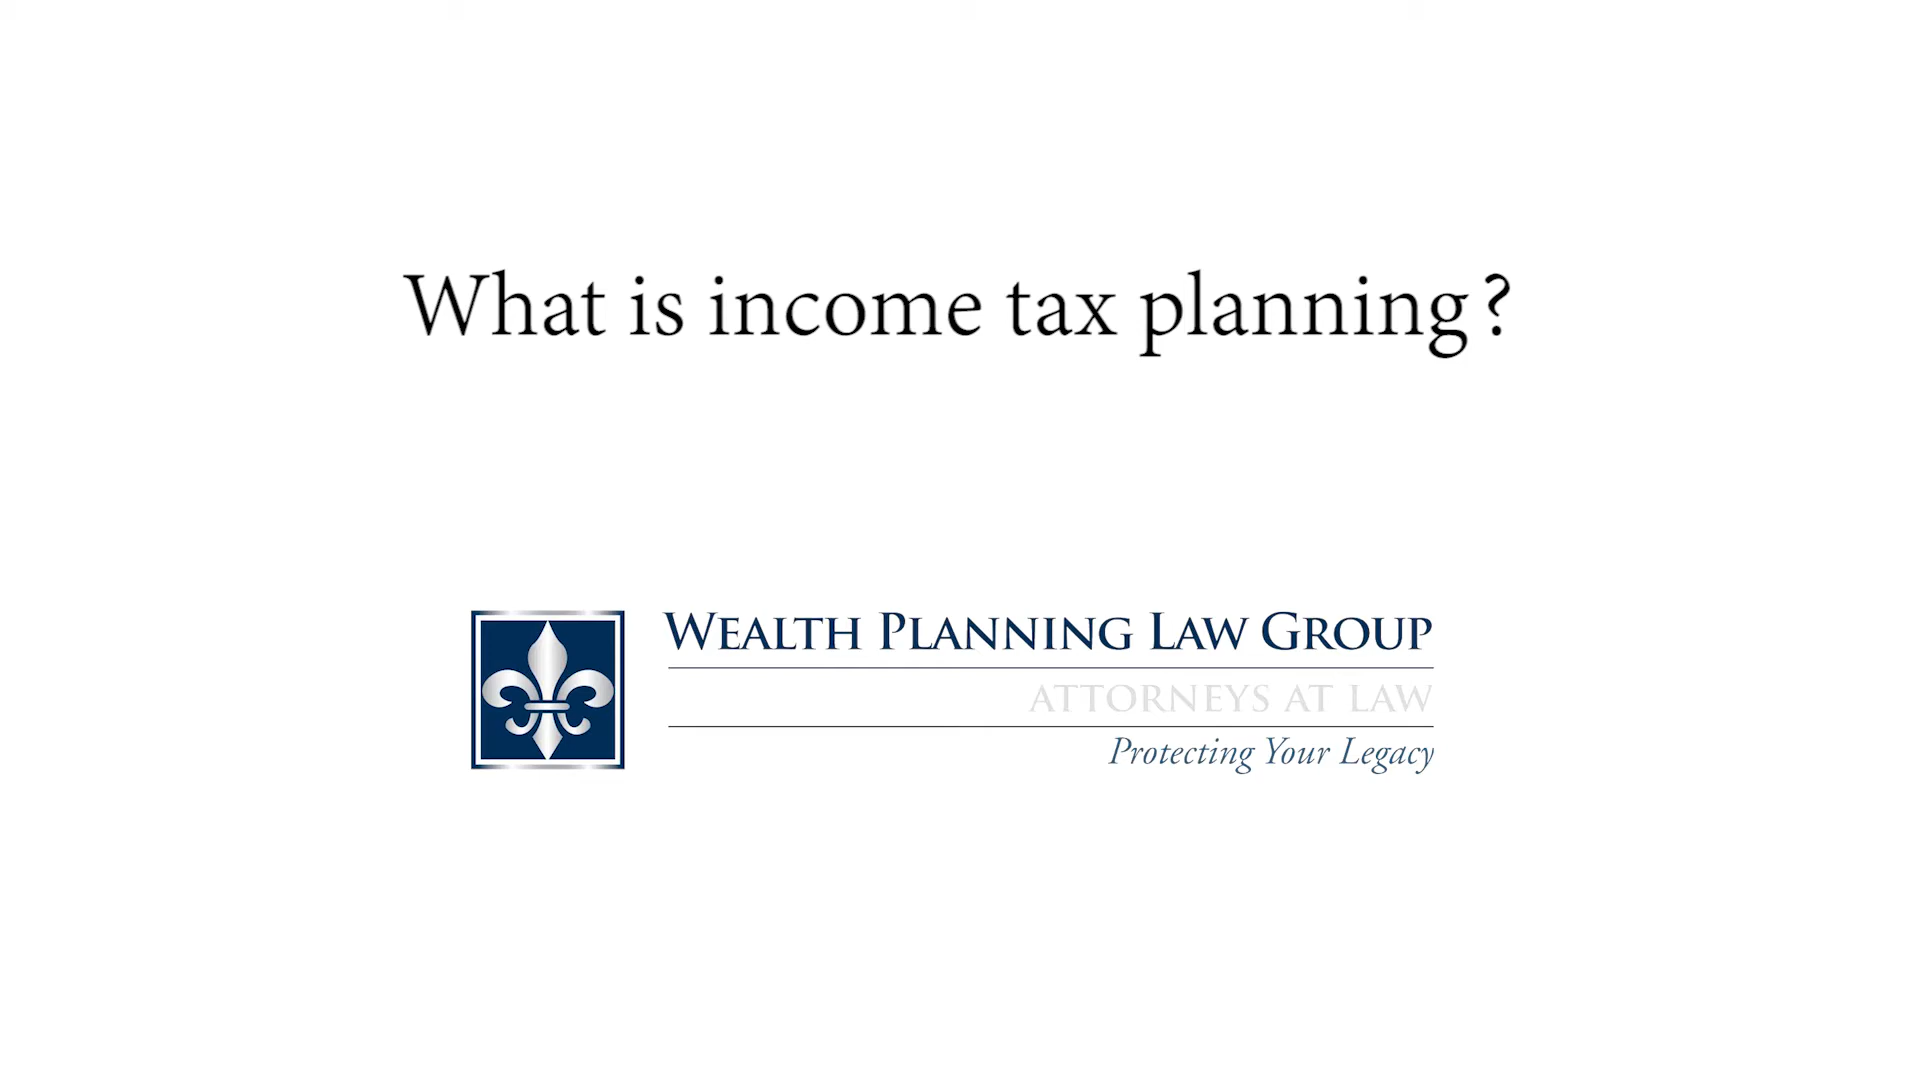 What is income tax planning?
WEALTH PLANNING LAW GROUP
ATTORNEYS AT LAW
Protecting Your Legacy